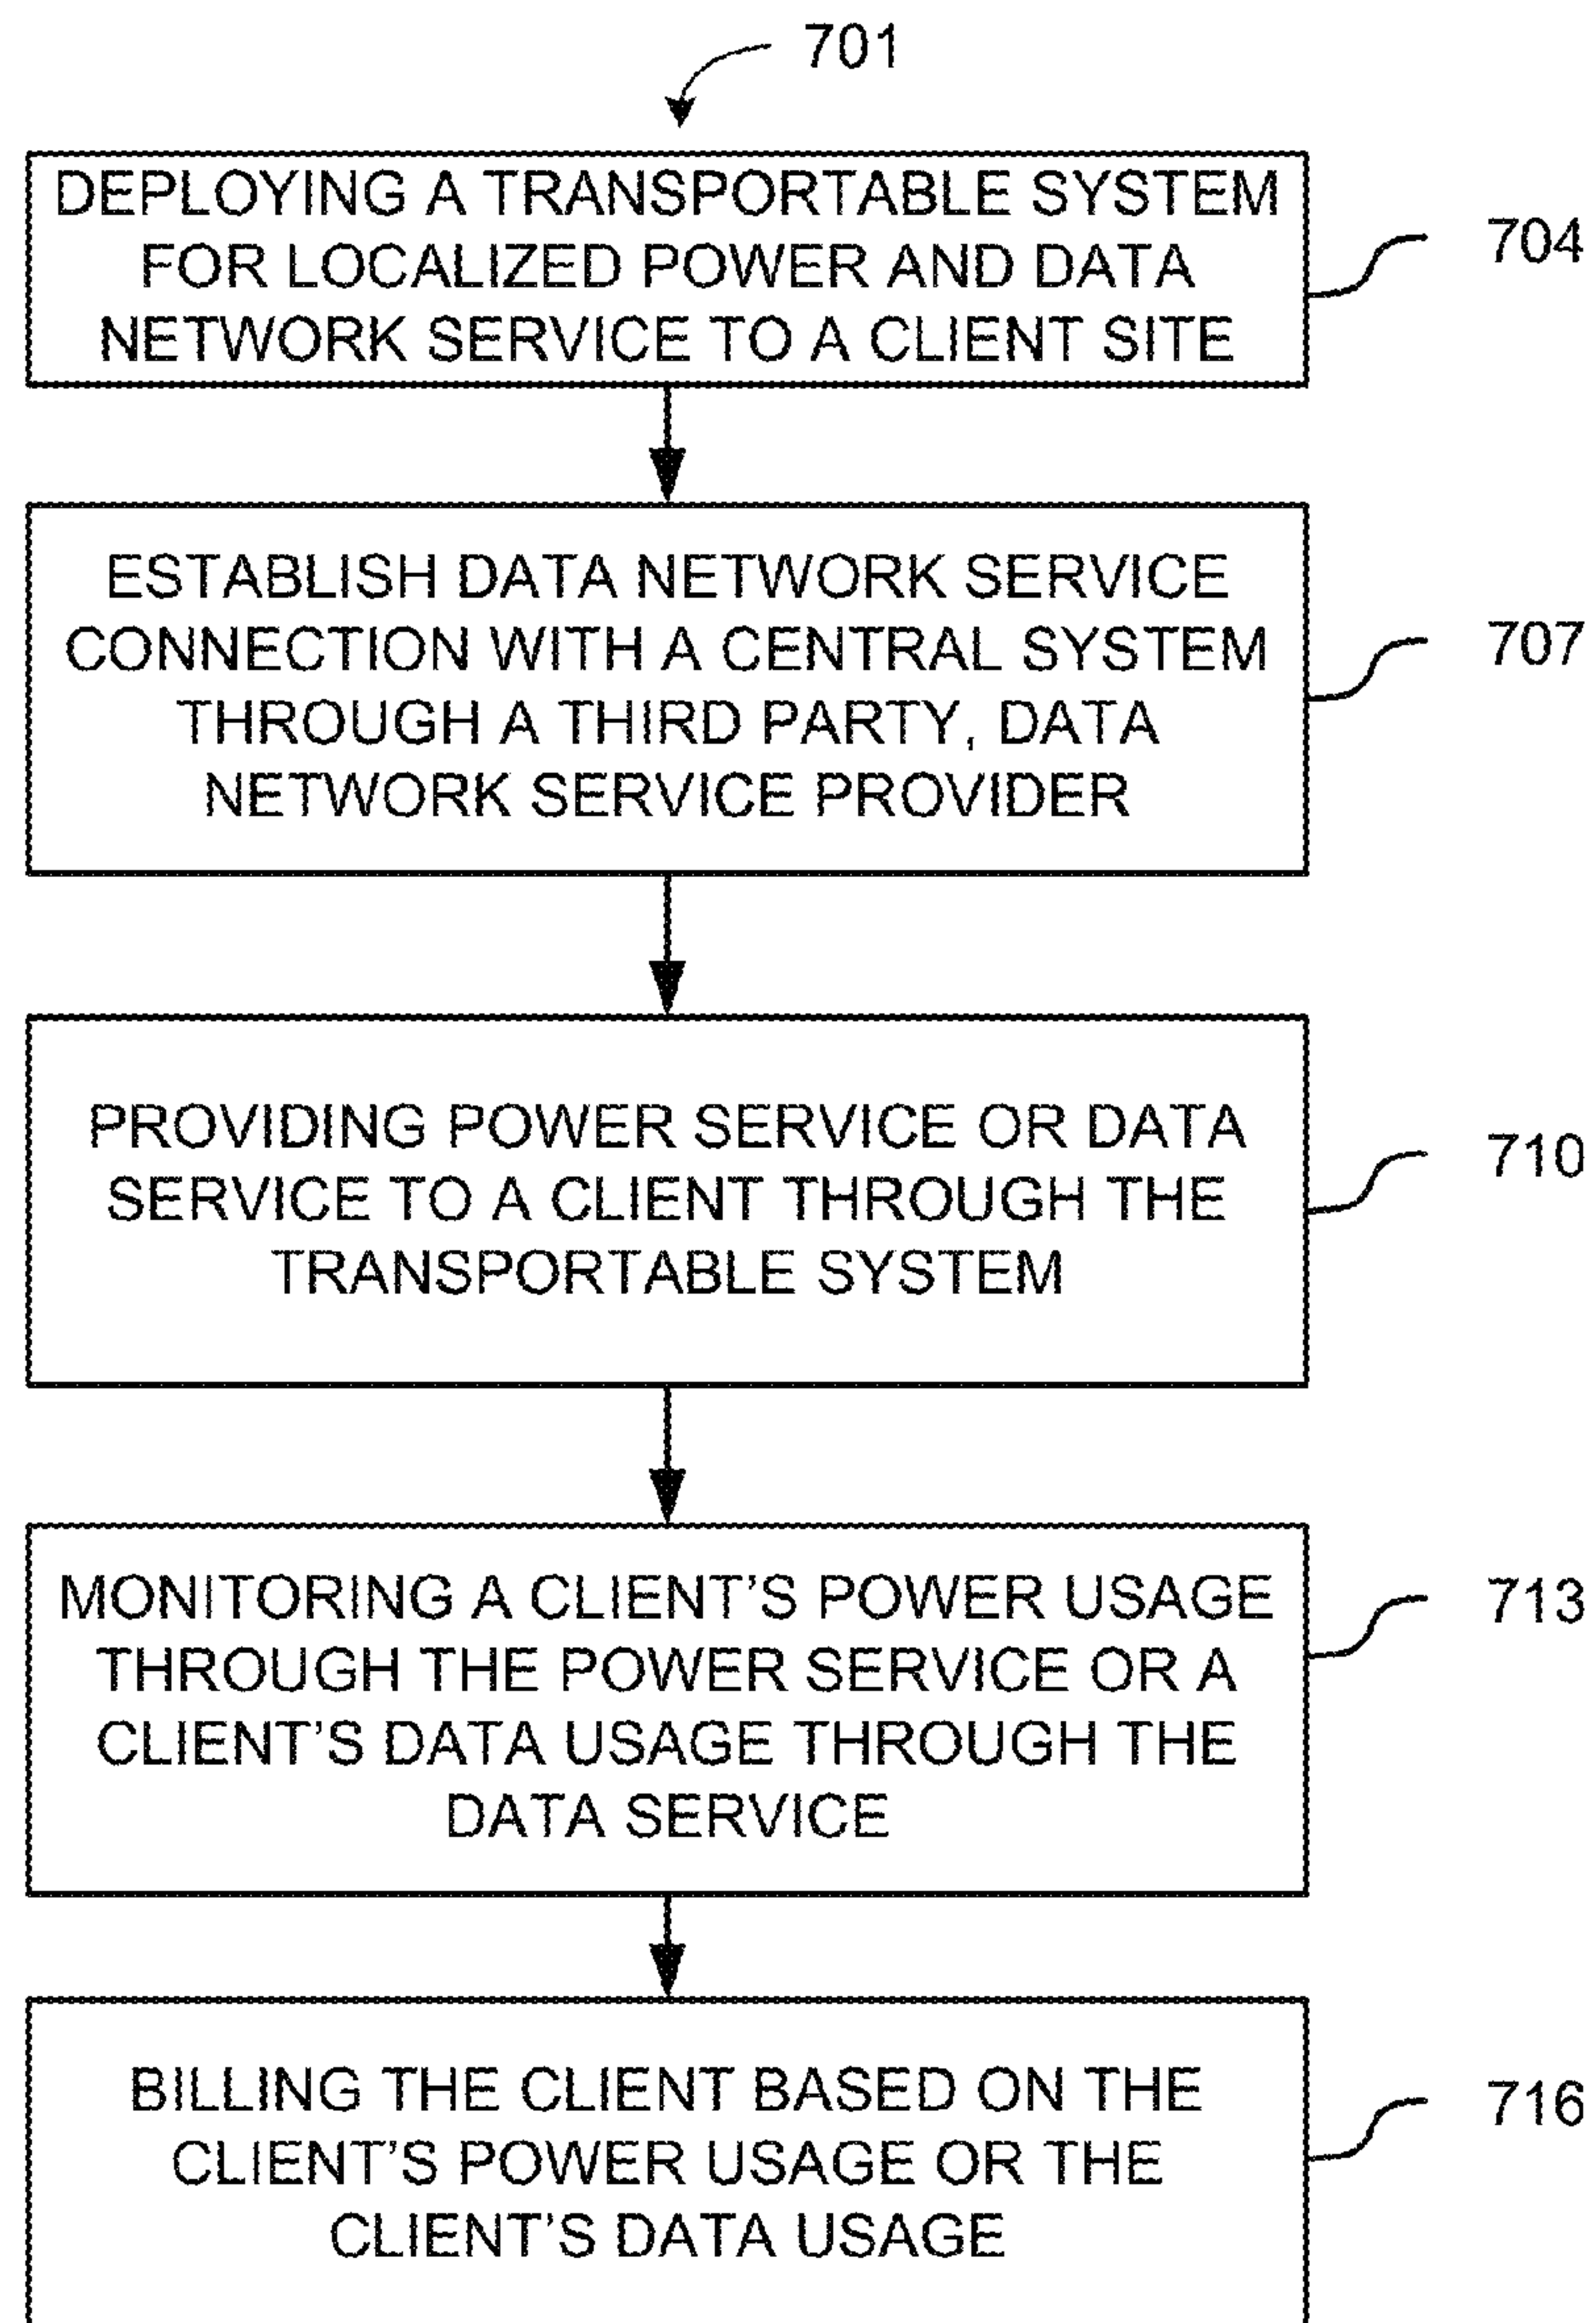 701
DEPLOYING A TRANSPORTABLE SYSTEM
FOR LOCALIZED POWER AND DATA
NETWORK SERVICE TO A CLIENT SITE
704
ESTABLISH DATA NETWORK SERVICE
CONNECTION WITH A CENTRAL SYSTEM
THROUGH A THIRD PARTY, DATA
NETWORK SERVICE PROVIDER
707
PROVIDING POWER SERVICE OR DATA
SERVICE TO A CLIENT THROUGH THE
TRANSPORTABLE SYSTEM
710
MONITORING A CLIENT'S POWER USAGE
THROUGH THE POWER SERVICE OR A
CLIENT'S DATA USAGE THROUGH THE
DATA SERVICE
713
BILLING THE CLIENT BASED ON THE
CLIENT'S POWER USAGE OR THE
CLIENT'S DATA USAGE
716